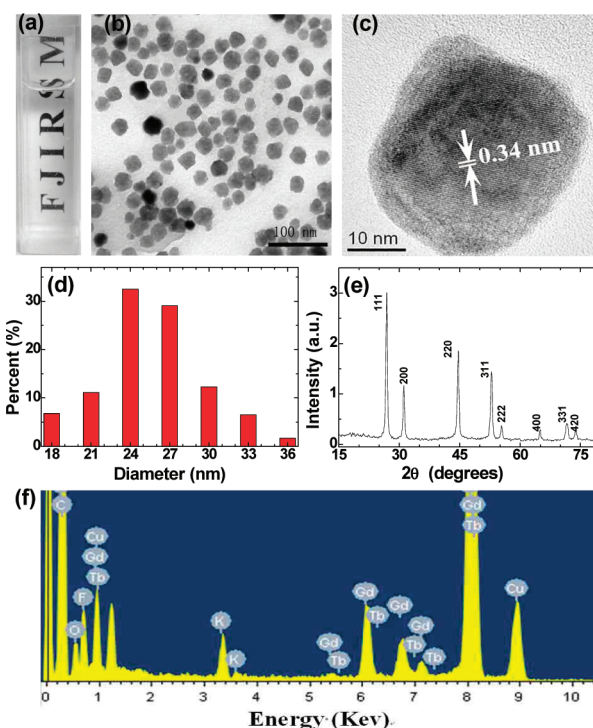 (a)
FJIRSM
(b)
100 nm
(c)
0.34 nm
10 nm
(d)
Percent (%)
30
20
10
0
18 21 24 27 30 33 36
Diameter (nm)
(e)
Intensity (a.u.)
3
2
1
0
111
200
220
311
222
400
331
420
15 30 45 60 75
2θ (degrees)
(f)
C
O
F
Cu
Gd
Tb
K
K
Gd
Tb
Gd
Tb
Gd
Tb
Gd
Tb
Gd
Tb
Cu
0 1 2 3 4 5 6 7 8 9 10
Energy (Kev)